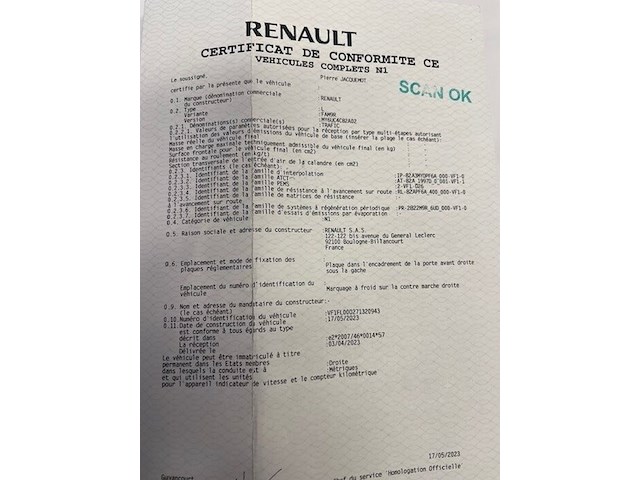 RENAULT
CERTIFICAT DE CONFORMITE CE
VEHICULES COMPLETS N1
SCAN OK
Le soussigné, Pierre JACQUEMOT
certifie par la présente que le véhicule :
0.1. Marque (Dénomination commerciale :RENAULT
du constructeur)
0.2. Type :L
Variante :FAM9R
Version
0.2.1. Dénominations(s) commerciale(s) :TRAFIC
0.2.2.1. Valeurs de paramètres autorisées pour la réception par type multi-étapes autorisant
l'utilisation des valeurs d'émissions du véhicule de base (insérer la plage le cas échéant):
Masse réelle du véhicule final
Masse en charge maximale techniquement admissible du véhicule final (en kg)
Surface frontale pour le véhicule final (en cm2)
Résistance au roulement (en kg/t)
Section transversale de l'entrée d'air de la calandre (en cm2)
0.2.3. Identifiants (le cas échéant)
0.2.3.1. Identifiant de la famille d'interpolation
0.2.3.2. Identifiant de la famille ATCT
0.2.3.3. Identifiant de la famille PEMS
0.2.3.4. Identifiant de la famille de résistance à l'avancement sur route
de la famille de matrices de résistance
l'avancement sur route
0.2.3.6. Identifiant de la famille de systèmes à régénération périodique
0.2.3.7. Identifiant de la famille d'essais d'émissions par évaporation :-
0.4. Catégorie de véhicule :N1
0.5. Raison sociale et adresse du constructeur :RENAULT S.A.S.
122-122 bis avenue du General Leclerc
92100 Boulogne-Billancourt
France
0.6. Emplacement et mode de fixation des Plaque dans l'encadrement de la porte avant droite
plaques réglementaires sous la gache
Emplacement du numéro d'identification du Marquage à froid sur la contre marche droite
véhicule
0.9. Nom et adresse du mandataire du constructeur:-
(le cas échéant)
0.10. Numéro d'identification du véhicule :VF1FL000271320943
0.11. Date de construction du véhicule :17/05/2023
est conforme à tous égards au type
décrit dans
La réception :e2*2007/46*0014*57
Délivrée le :03/04/2023
Le véhicule peut être immatriculé à titre
permanent dans les Etats membres
dans lesquels la conduite est à :Droite
et qui utilisent les unités :Métriques
pour l'appareil indicateur de vitesse et le compteur kilométrique
17/05/2023
Guyancourt
du service 'Homologation Officielle